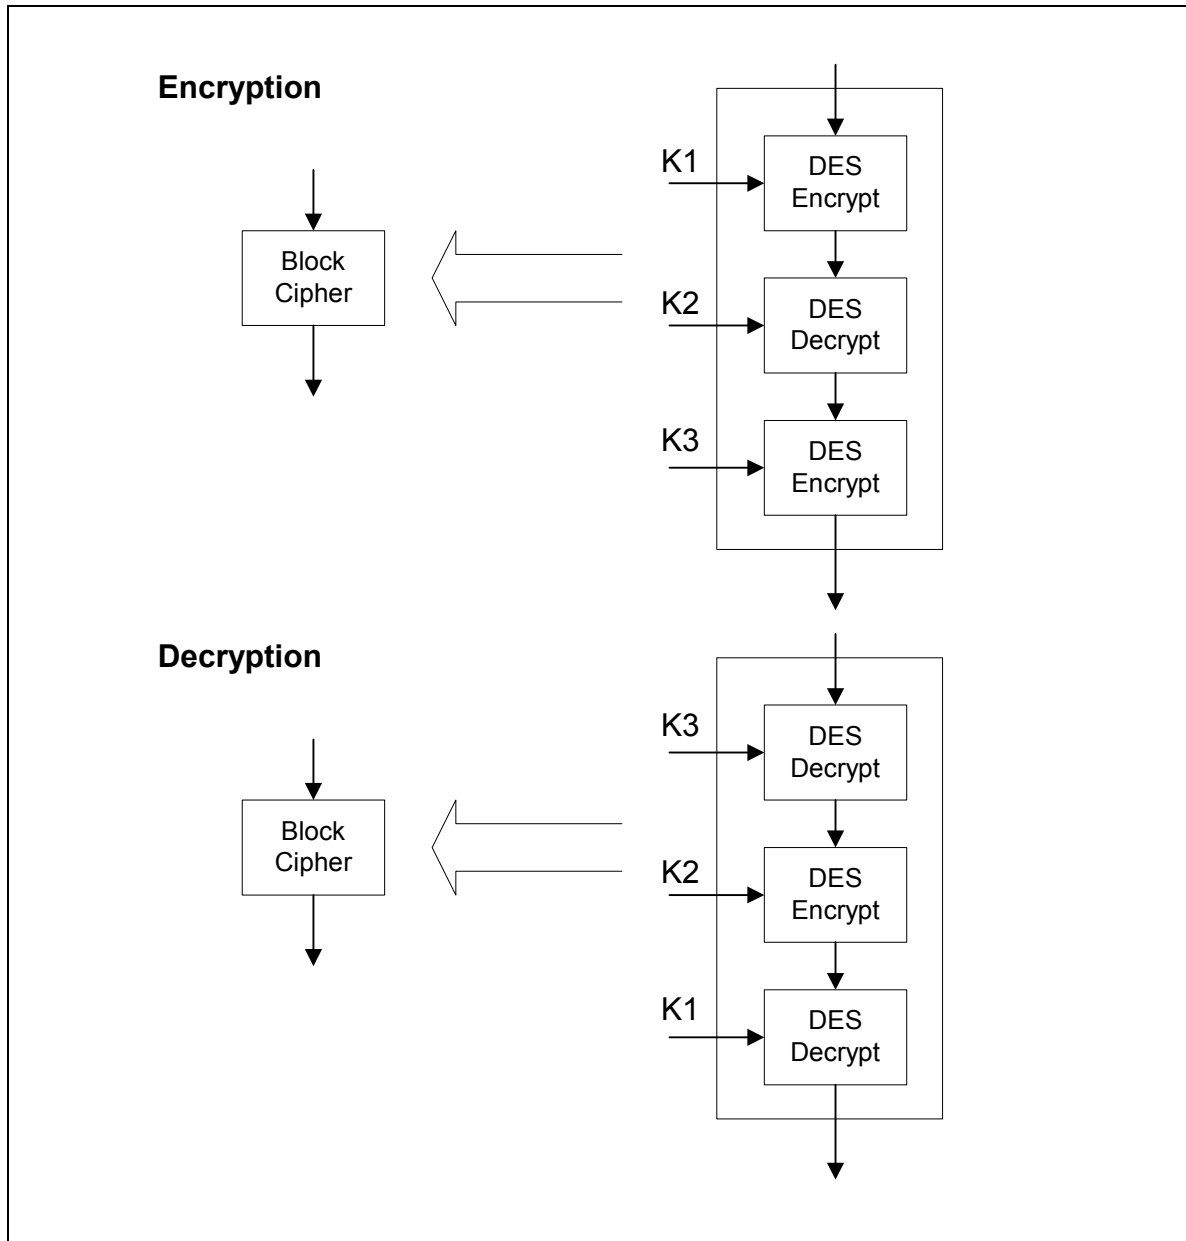 Encryption
K1
DES
Encrypt
Block
Cipher
K2
DES
Decrypt
K3
DES
Encrypt
Decryption
K3
DES
Decrypt
Block
Cipher
K2
DES
Encrypt
K1
DES
Decrypt